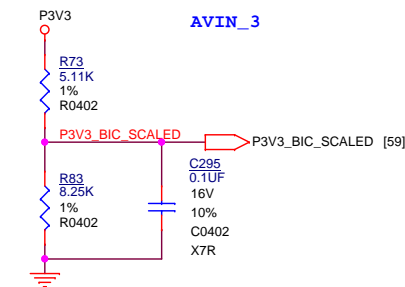 P3V3
AVIN_3
R73
5.11K
1%
R0402
P3V3_BIC_SCALED
P3V3_BIC_SCALED [59]
C295
0.1UF
16V
10%
C0402
X7R
R83
8.25K
1%
R0402